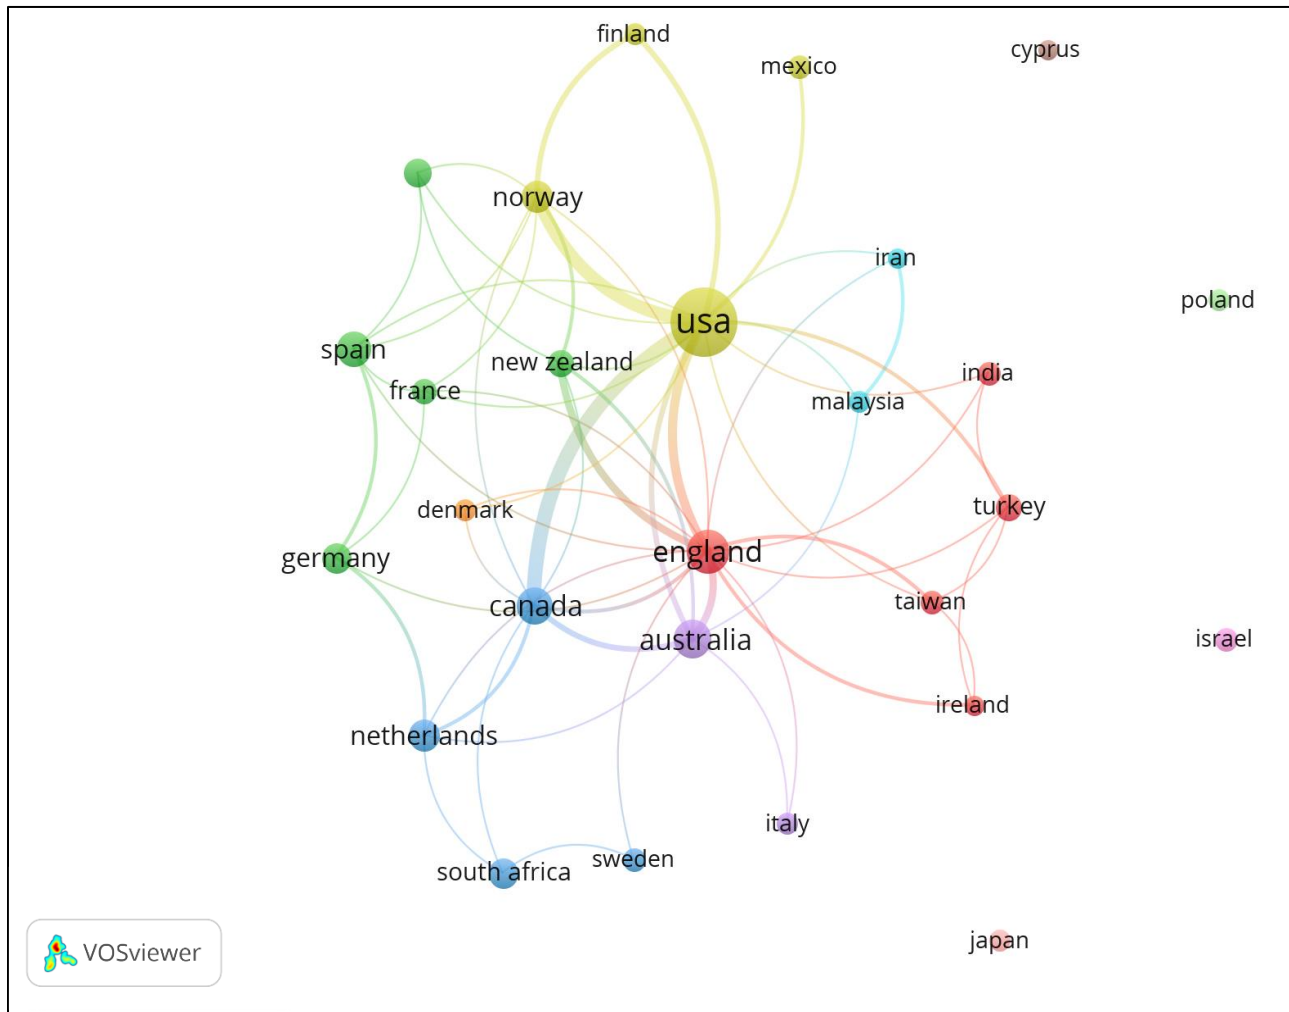 finland
cyprus
mexico
norway
iran
poland
usa
spain
new zealand
india
france
malaysia
denmark
turkey
england
germany
taiwan
canada
australia
israel
ireland
netherlands
italy
sweden
south africa
japan
VOSviewer